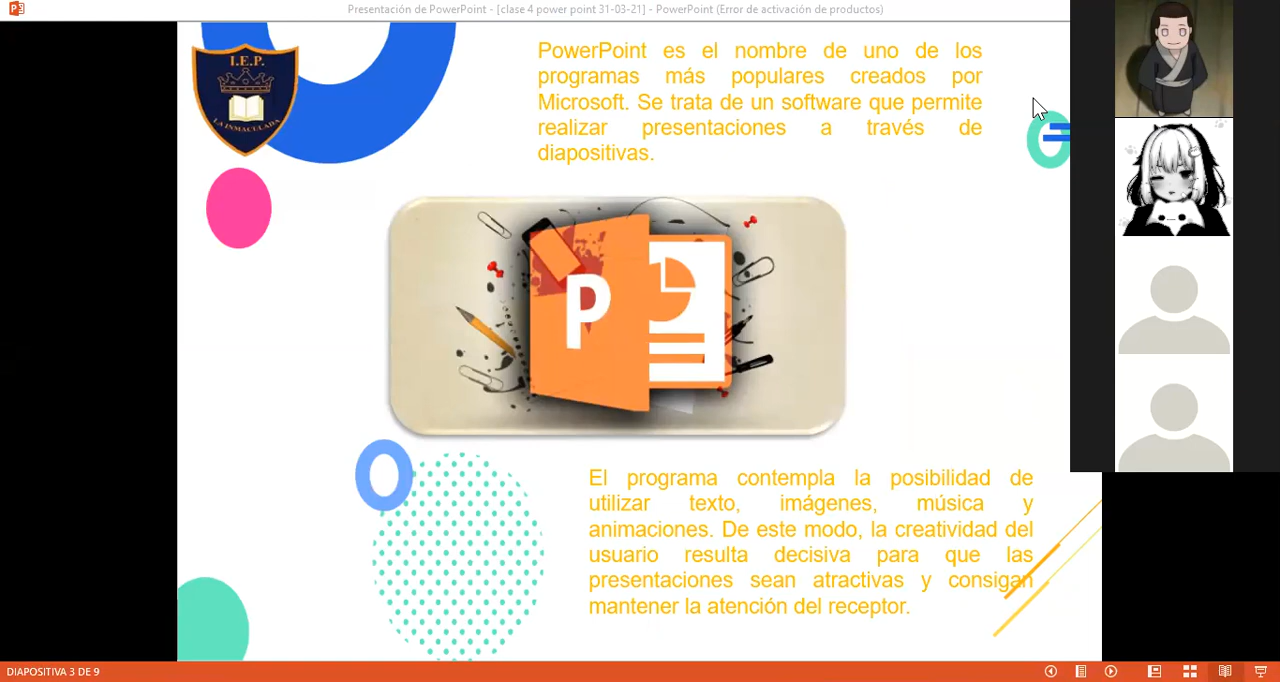 Presentación de PowerPoint - [clase 4 power point 31-03-21] - PowerPoint (Error de activación de productos)
I.E.P.
LA INMACULADA
PowerPoint es el nombre de uno de los
programas más populares creados por
Microsoft. Se trata de un software que permite
realizar presentaciones a través de
diapositivas.
P
El programa contempla la posibilidad de
utilizar texto, imágenes, música y
animaciones. De este modo, la creatividad del
usuario resulta decisiva para que las
presentaciones sean atractivas y consigan
mantener la atención del receptor.
DIAPOSITIVA 3 DE 9